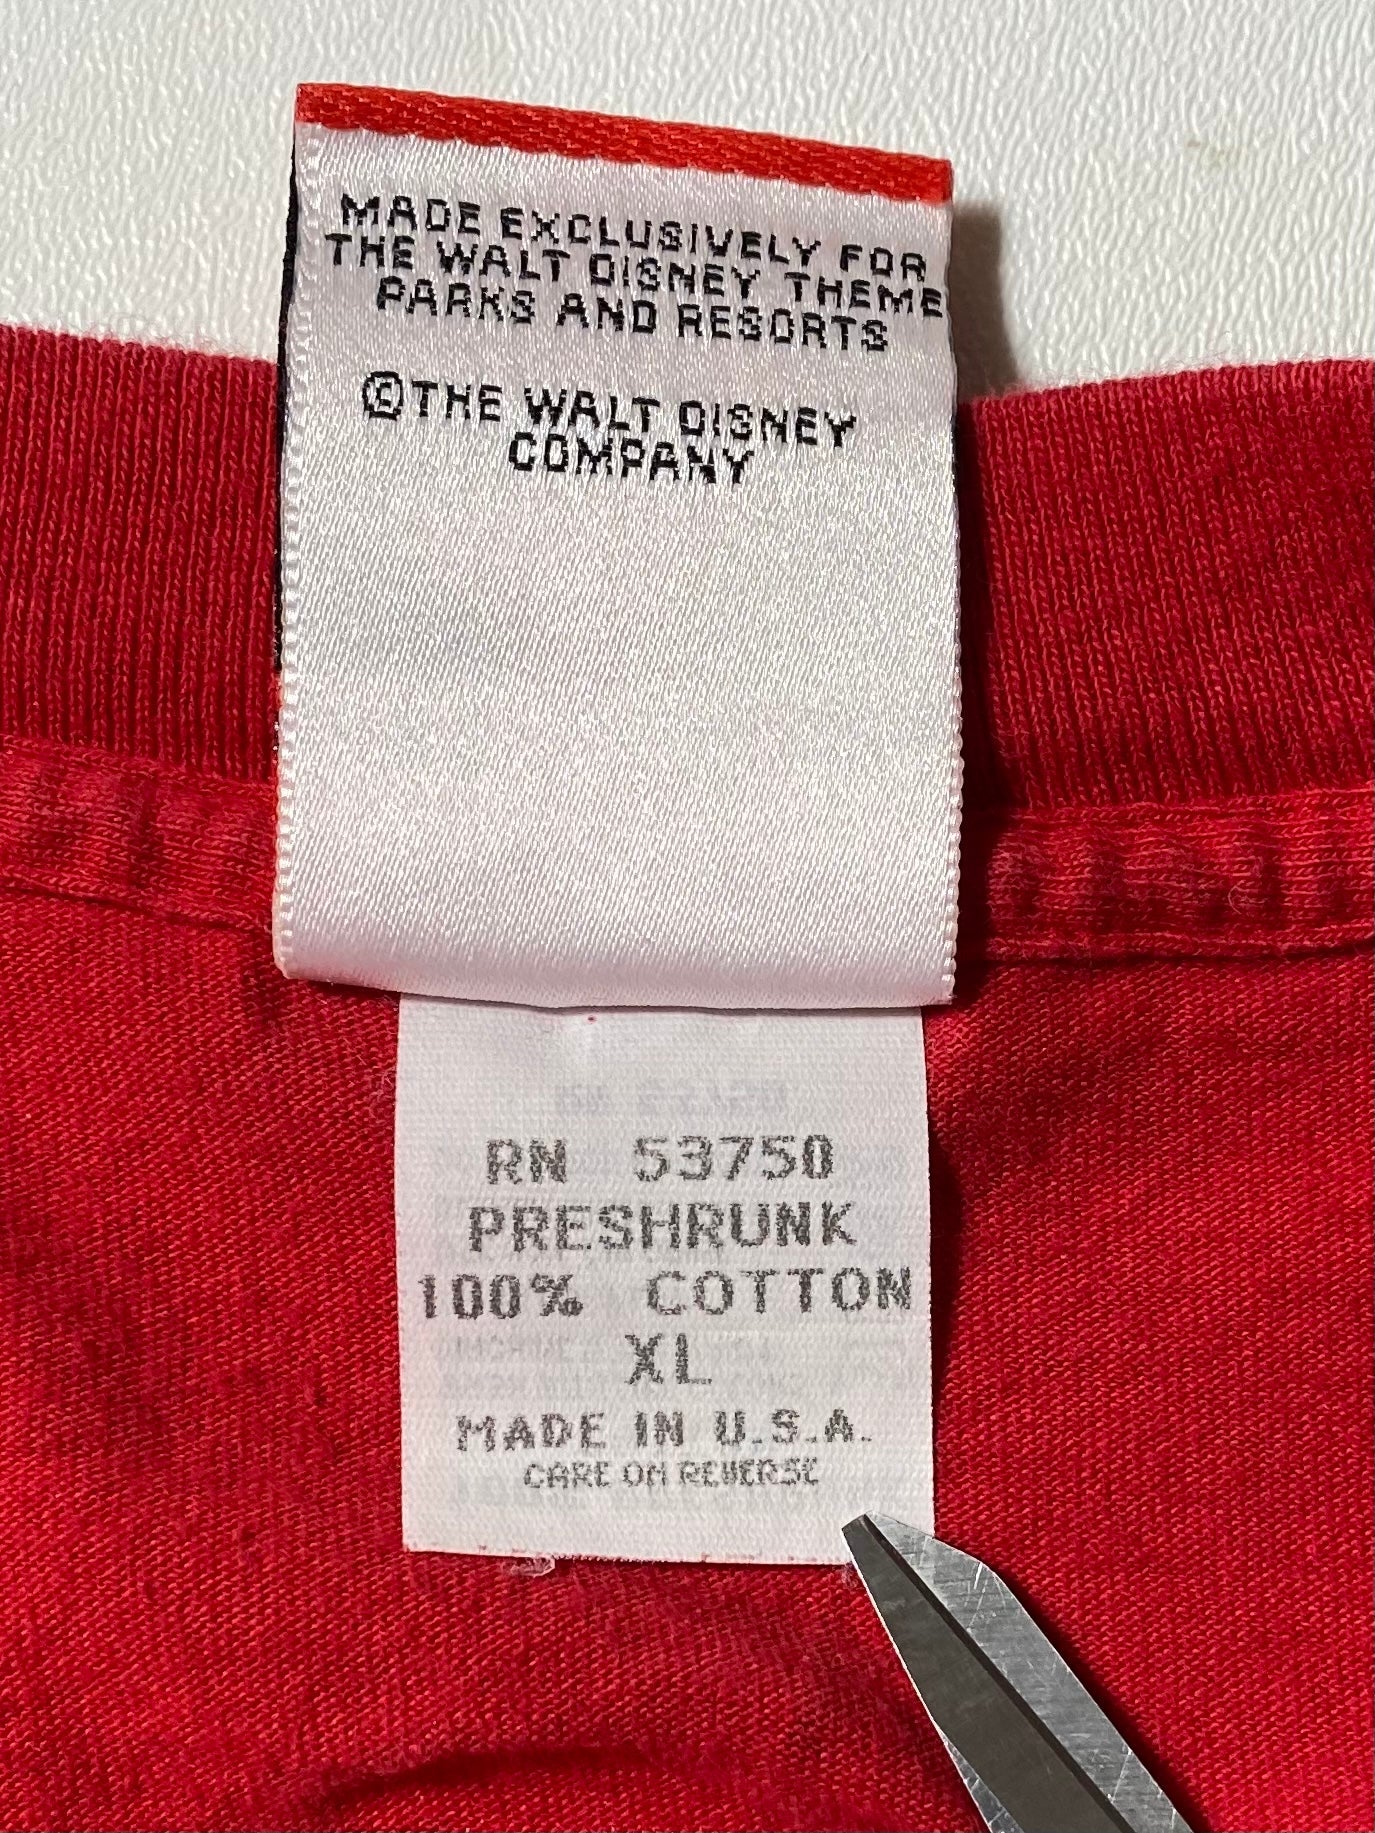 MADE EXCLUSIVELY FOR
THE WALT DISNEY THEME
PARKS AND RESORTS
©THE WALT DISNEY
COMPANY
RN 53750
PRESHRUNK
100% COTTON
XL
MADE IN U.S.A.
CARE ON REVERSE